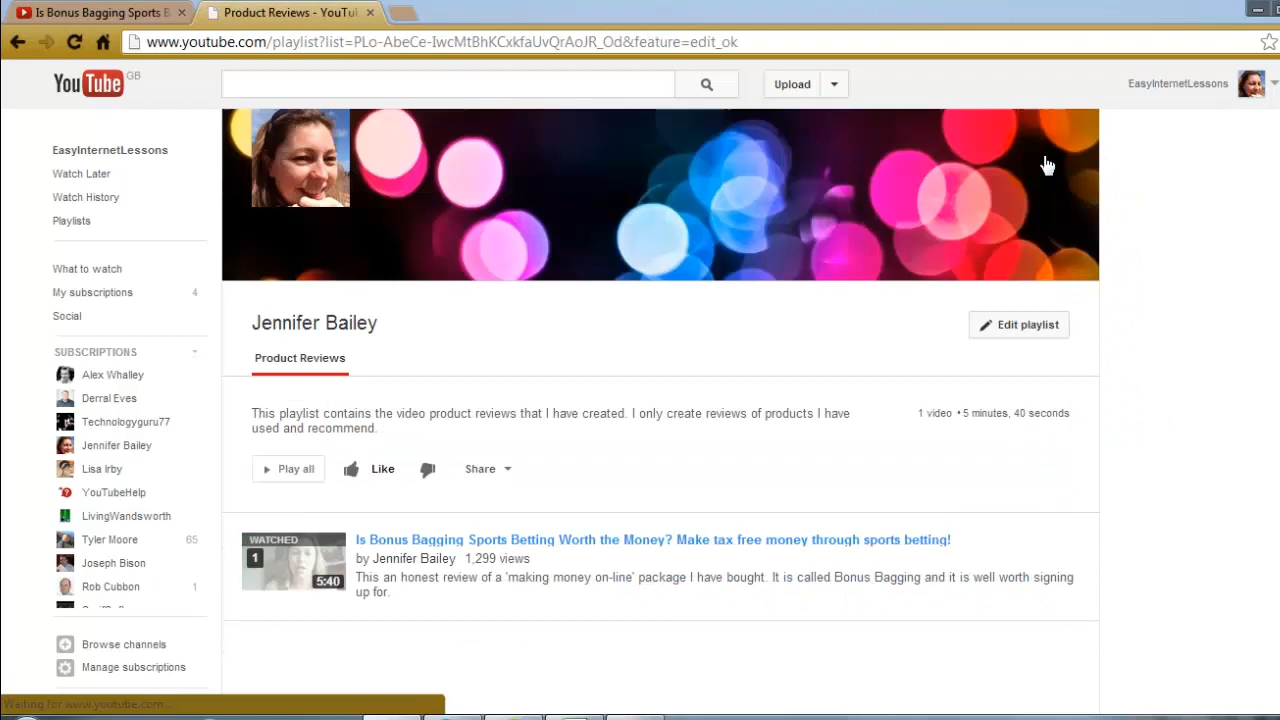 Is Bonus Bagging Sports B
Product Reviews - YouTu
www.youtube.com/playlist?list=PLo-AbeCe-IwcMtBhKCxkfaUvQrAoJR_Od&feature=edit_ok
YouTube GB
Upload
EasyInternetLessons
EasyInternetLessons
Watch Later
Watch History
Playlists
What to watch
My subscriptions 4
Social
SUBSCRIPTIONS
Alex Whalley
Derral Eves
Technologyguru77
Jennifer Bailey
Lisa Irby
YouTubeHelp
LivingWandsworth
Tyler Moore 65
Joseph Bison
Rob Cubbon 1
Browse channels
Manage subscriptions
Jennifer Bailey
Edit playlist
Product Reviews
This playlist contains the video product reviews that I have created. I only create reviews of products I have
used and recommend.
1 video • 5 minutes, 40 seconds
Play all
Like
Share
WATCHED
1
5:40
Is Bonus Bagging Sports Betting Worth the Money? Make tax free money through sports betting!
by Jennifer Bailey 1,299 views
This an honest review of a 'making money on-line' package I have bought. It is called Bonus Bagging and it is well worth signing
up for.
Waiting for www.youtube.com...